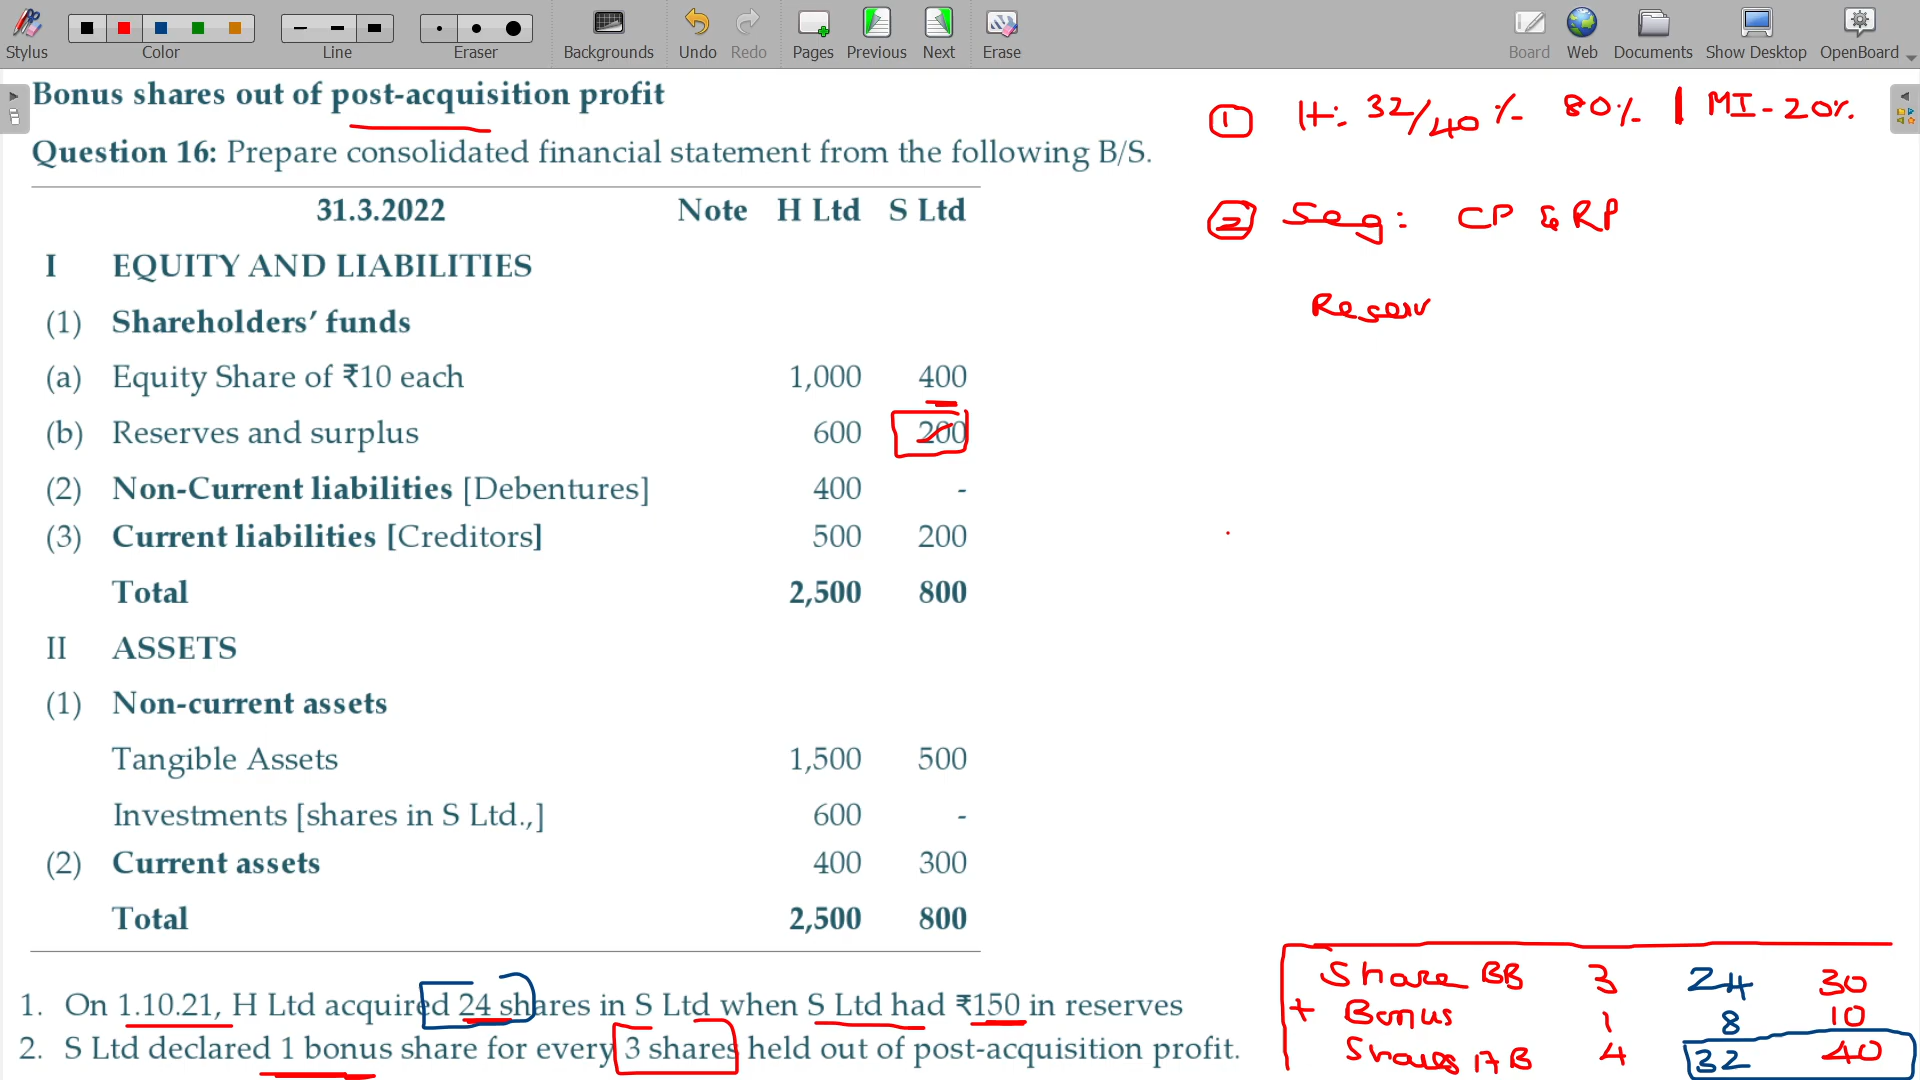 Stylus Color Line Eraser Backgrounds Undo Redo Pages Previous Next Erase Board Web Documents Show Desktop OpenBoard
Bonus shares out of post-acquisition profit
Question 16: Prepare consolidated financial statement from the following B/S.
31.3.2022 Note H Ltd S Ltd
I EQUITY AND LIABILITIES
(1) Shareholders' funds
(a) Equity Share of ₹10 each 1,000 400
(b) Reserves and surplus 600 200
(2) Non-Current liabilities [Debentures] 400 -
(3) Current liabilities [Creditors] 500 200
Total 2,500 800
II ASSETS
(1) Non-current assets
Tangible Assets 1,500 500
Investments [shares in S Ltd.,] 600 -
(2) Current assets 400 300
Total 2,500 800
1. On 1.10.21, H Ltd acquired 24 shares in S Ltd when S Ltd had ₹150 in reserves
2. S Ltd declared 1 bonus share for every 3 shares held out of post-acquisition profit.
① H: 32/40 % 80% | MI - 20%
② Seg: CP & RP
Reserv
Share BB 3 24 30
+ Bonus 1 8 10
Shares 17 B 4 32 40